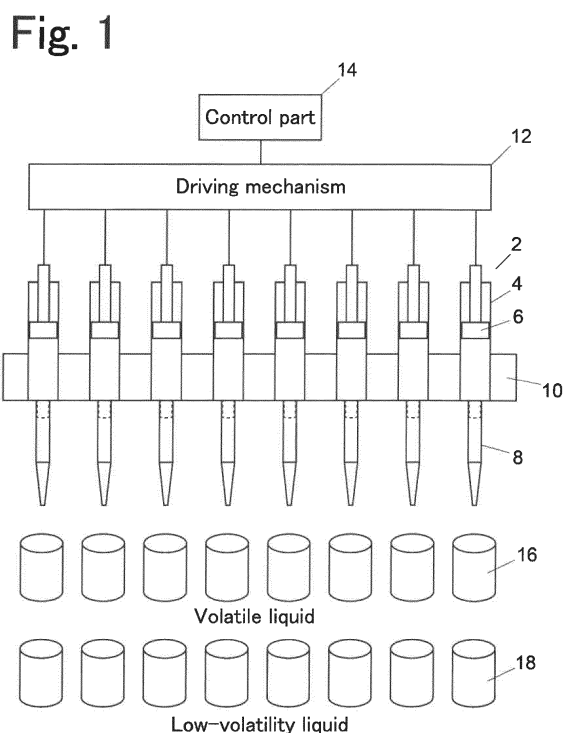 Fig. 1
14
Control part
12
Driving mechanism
2
4
6
10
8
16
Volatile liquid
18
Low-volatility liquid